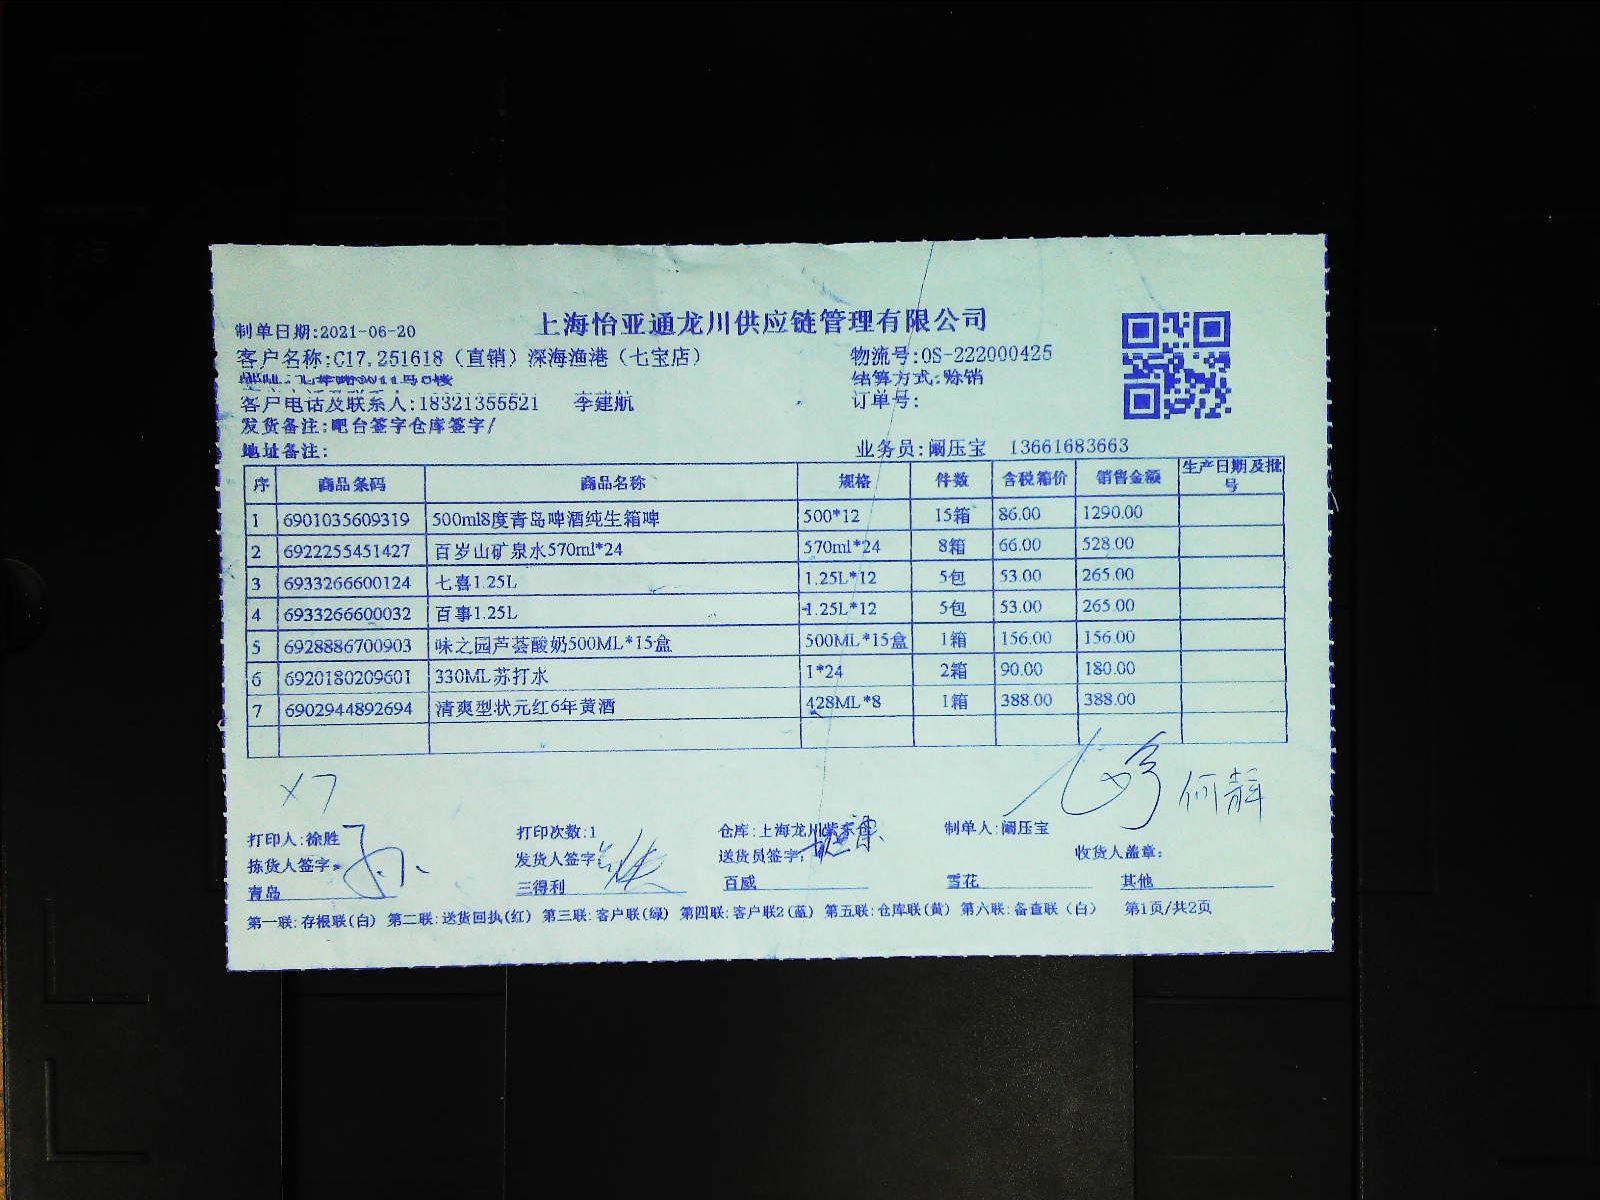 上海怡亚通龙川供应链管理有限公司
制单日期:2021-06-20
客户名称:C17.251618（直销）深海渔港（七宝店） 物流号:OS-222000425
结算方式:赊销
客户电话及联系人:18321355521 李建航 订单号:
发货备注:吧台签字仓库签字/
地址备注: 业务员:阚压宝 13661683663
序 商品条码 商品名称 规格 件数 含税箱价 销售金额 生产日期及批号
1 6901035609319 500ml8度青岛啤酒纯生箱啤 500*12 15箱 86.00 1290.00
2 6922255451427 百岁山矿泉水570ml*24 570ml*24 8箱 66.00 528.00
3 6933266600124 七喜1.25L 1.25L*12 5包 53.00 265.00
4 6933266600032 百事1.25L 1.25L*12 5包 53.00 265.00
5 6928886700903 味之园芦荟酸奶500ML*15盒 500ML*15盒 1箱 156.00 156.00
6 6920180209601 330ML苏打水 1*24 2箱 90.00 180.00
7 6902944892694 清爽型状元红6年黄酒 428ML*8 1箱 388.00 388.00
X7 何静
打印人:徐胜 打印次数:1 仓库:上海龙川紫东仓 制单人:阚压宝
拣货人签字: 发货人签字: 送货员签字: 收货人盖章:
青岛 三得利 百威 雪花 其他
第一联:存根联(白) 第二联:送货回执(红) 第三联:客户联(绿) 第四联:客户联2(蓝) 第五联:仓库联(黄) 第六联:备查联（白） 第1页/共2页